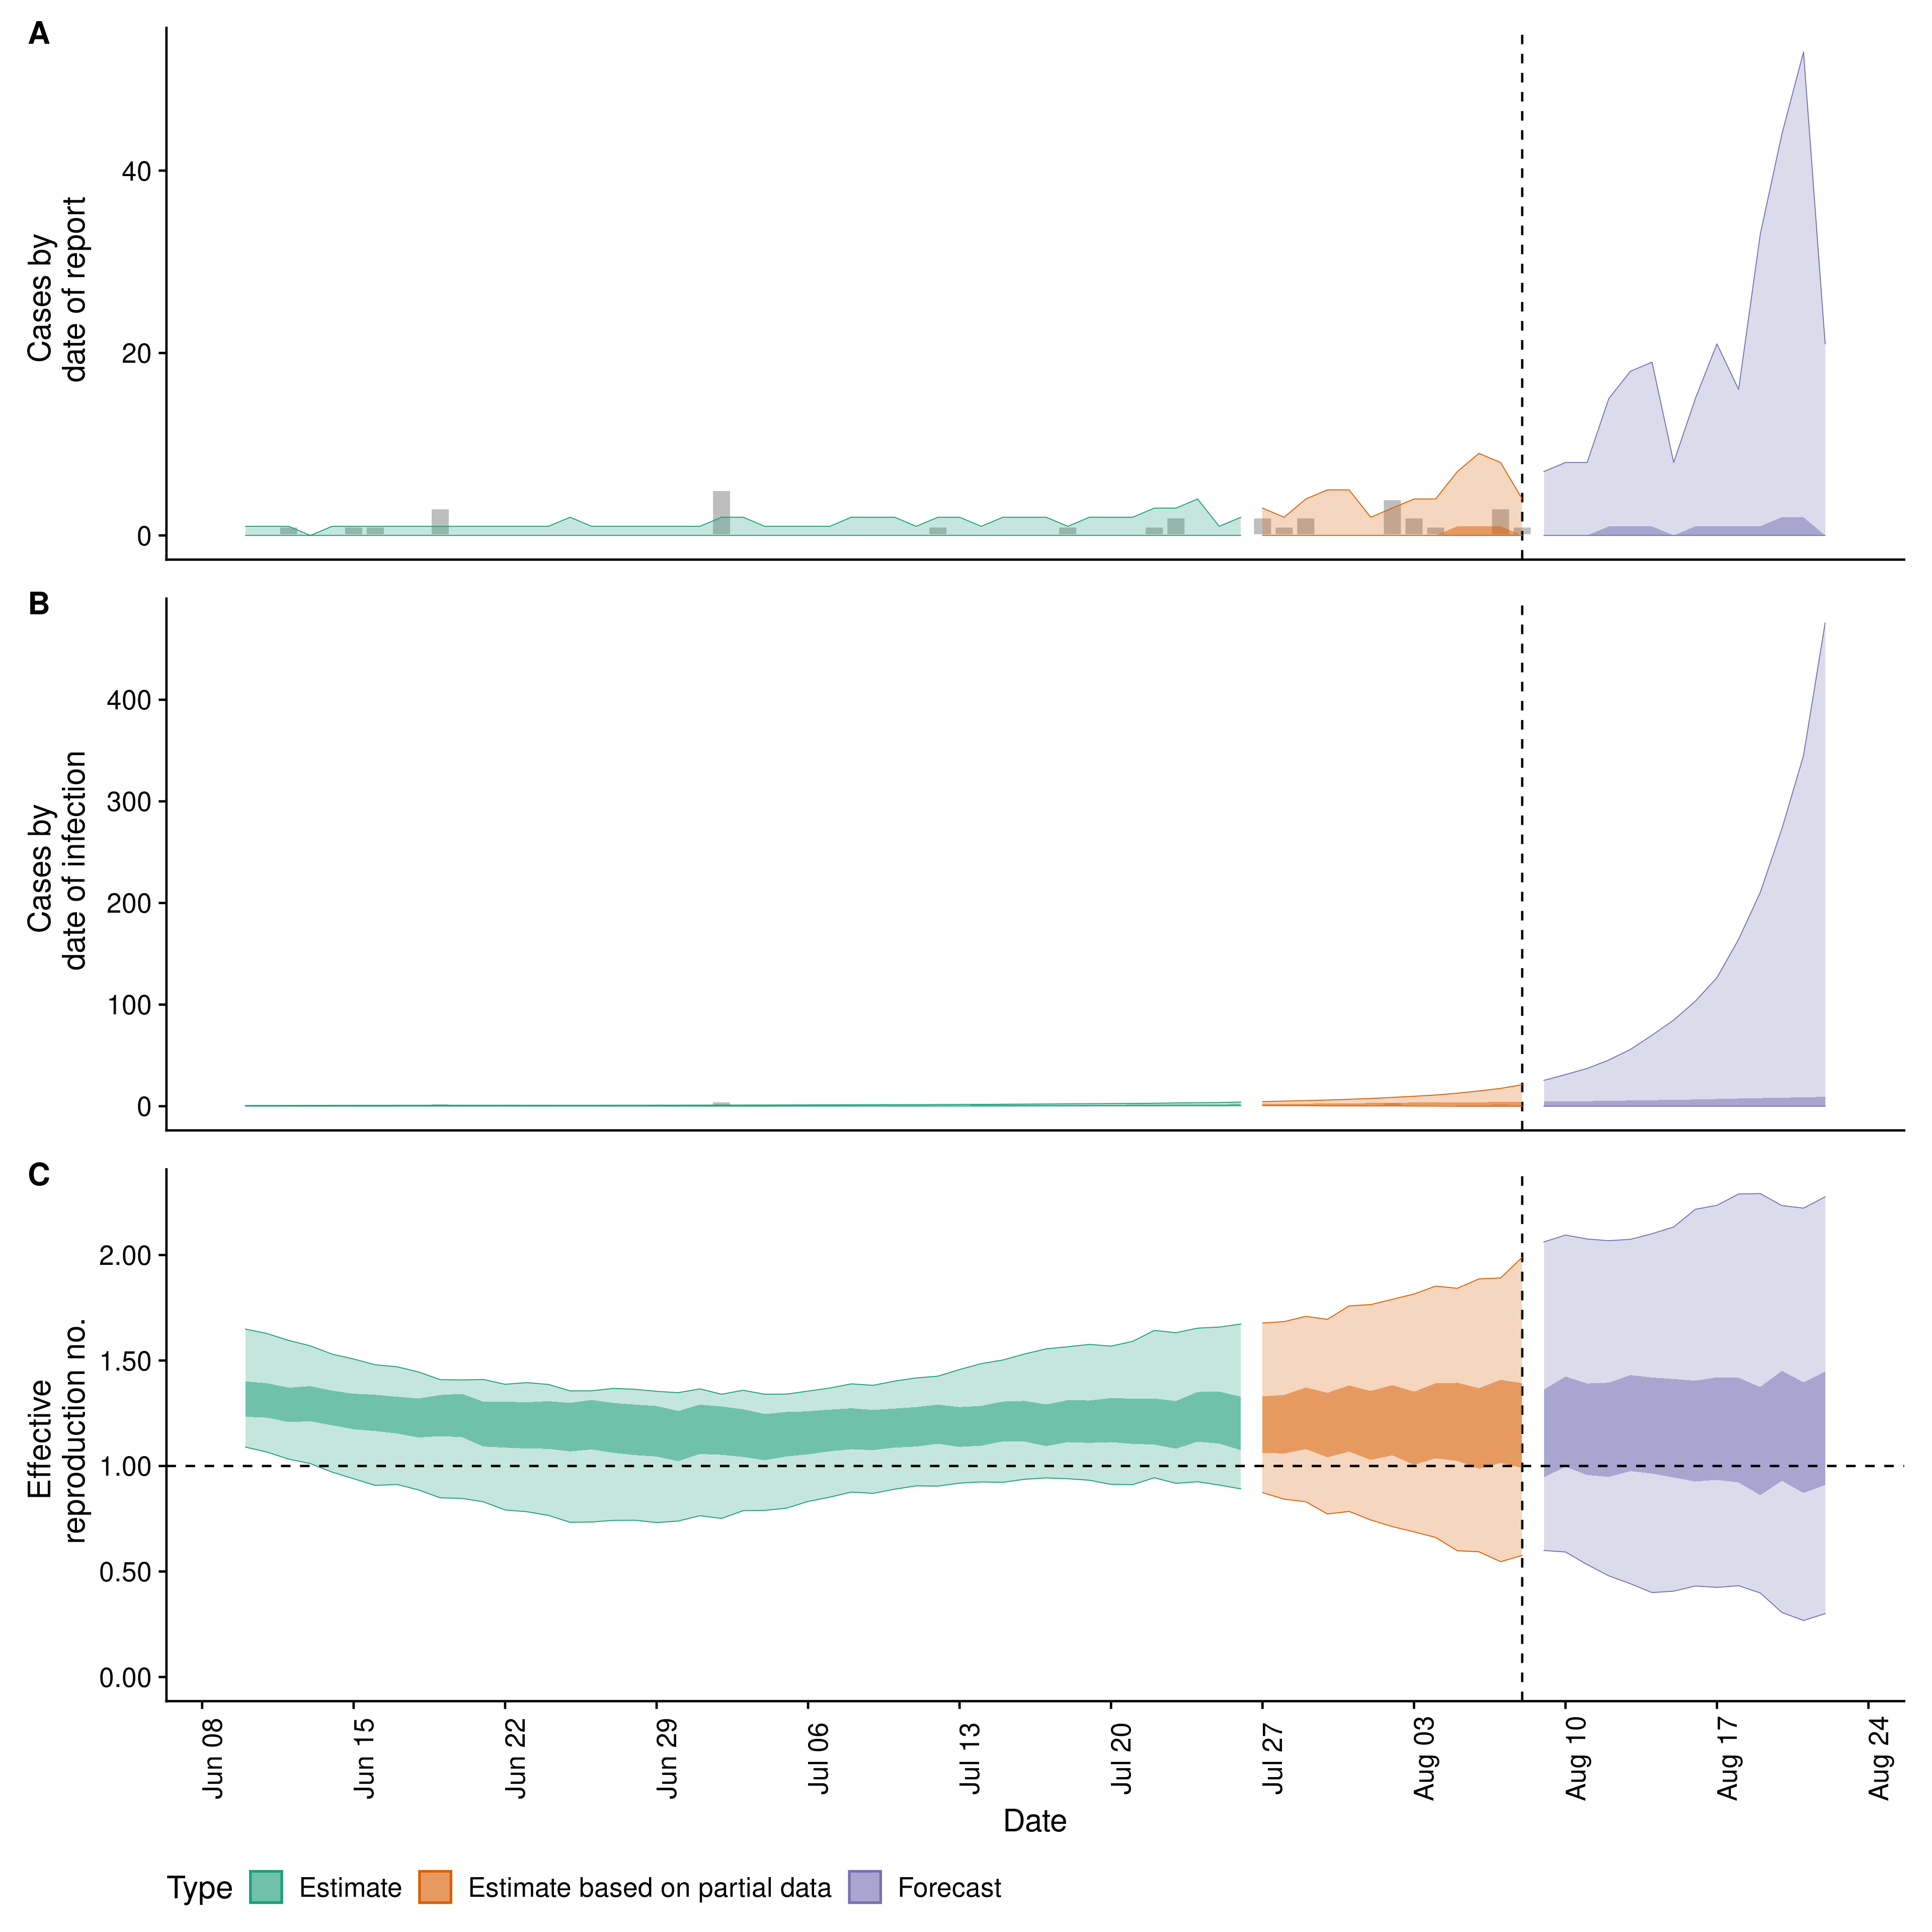 A
Cases by
date of report
40
20
0
B
Cases by
date of infection
400
300
200
100
0
C
Effective
reproduction no.
2.00
1.50
1.00
0.50
0.00
Jun 08
Jun 15
Jun 22
Jun 29
Jul 06
Jul 13
Jul 20
Jul 27
Aug 03
Aug 10
Aug 17
Aug 24
Date
Type Estimate Estimate based on partial data Forecast